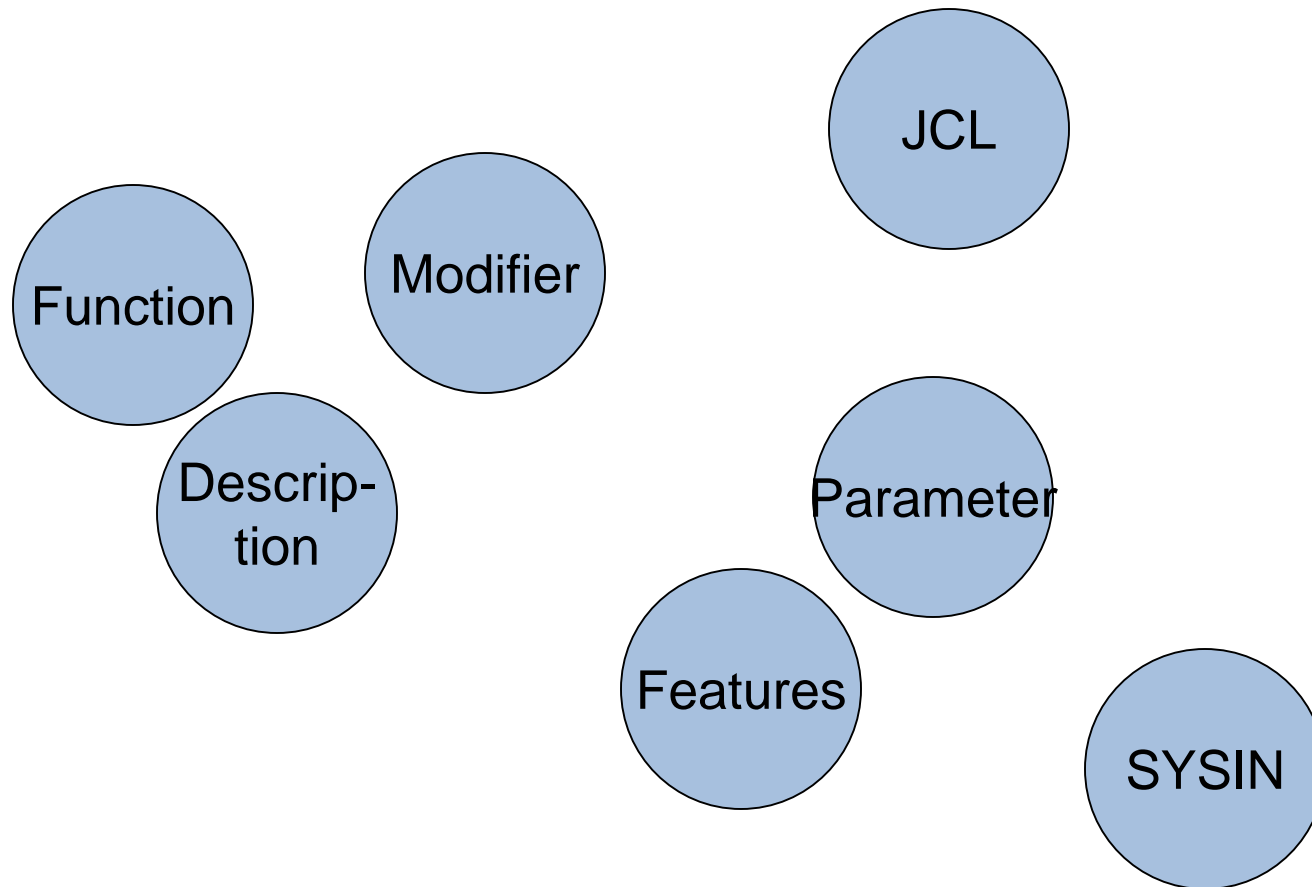 JCL
Modifier
Function
Descrip-
tion
Parameter
Features
SYSIN